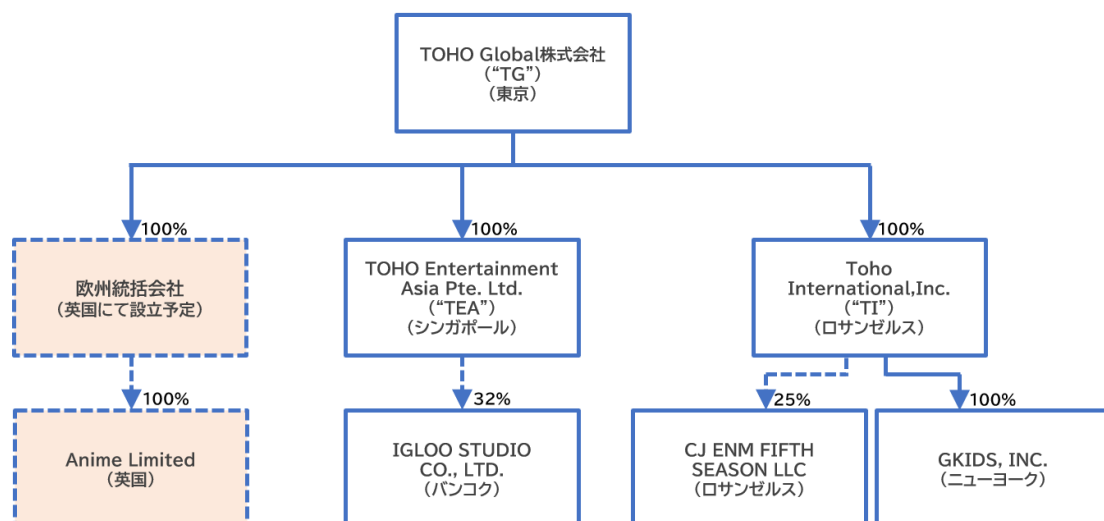 TOHO Global株式会社
(“TG”)
(東京)
100%
100%
100%
欧州統括会社
(英国にて設立予定)
TOHO Entertainment
Asia Pte. Ltd.
(“TEA”)
(シンガポール)
Toho
International,Inc.
(“TI”)
(ロサンゼルス)
100%
32%
25%
100%
Anime Limited
(英国)
IGLOO STUDIO
CO., LTD.
(バンコク)
CJ ENM FIFTH
SEASON LLC
(ロサンゼルス)
GKIDS, INC.
(ニューヨーク)